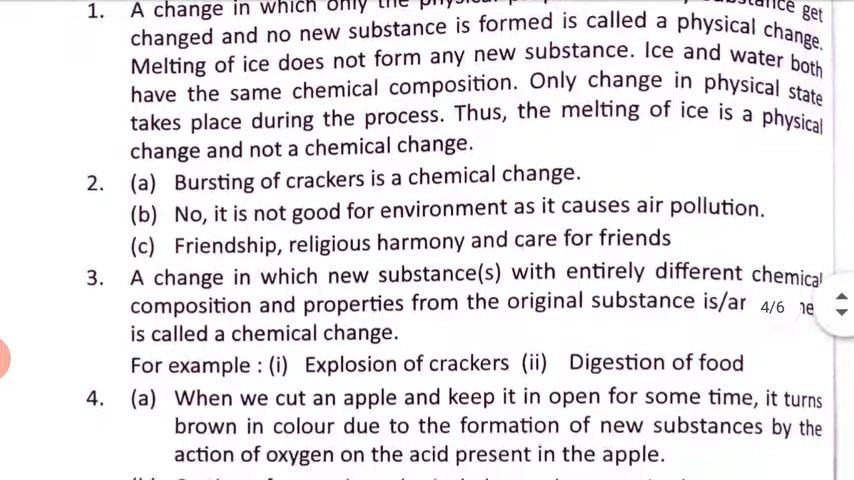 1. A change in which only the physical substance get
changed and no new substance is formed is called a physical change.
Melting of ice does not form any new substance. Ice and water both
have the same chemical composition. Only change in physical state
takes place during the process. Thus, the melting of ice is a physical
change and not a chemical change.
2. (a) Bursting of crackers is a chemical change.
(b) No, it is not good for environment as it causes air pollution.
(c) Friendship, religious harmony and care for friends
3. A change in which new substance(s) with entirely different chemical
composition and properties from the original substance is/ar 4/6
is called a chemical change.
For example : (i) Explosion of crackers (ii) Digestion of food
4. (a) When we cut an apple and keep it in open for some time, it turns
brown in colour due to the formation of new substances by the
action of oxygen on the acid present in the apple.